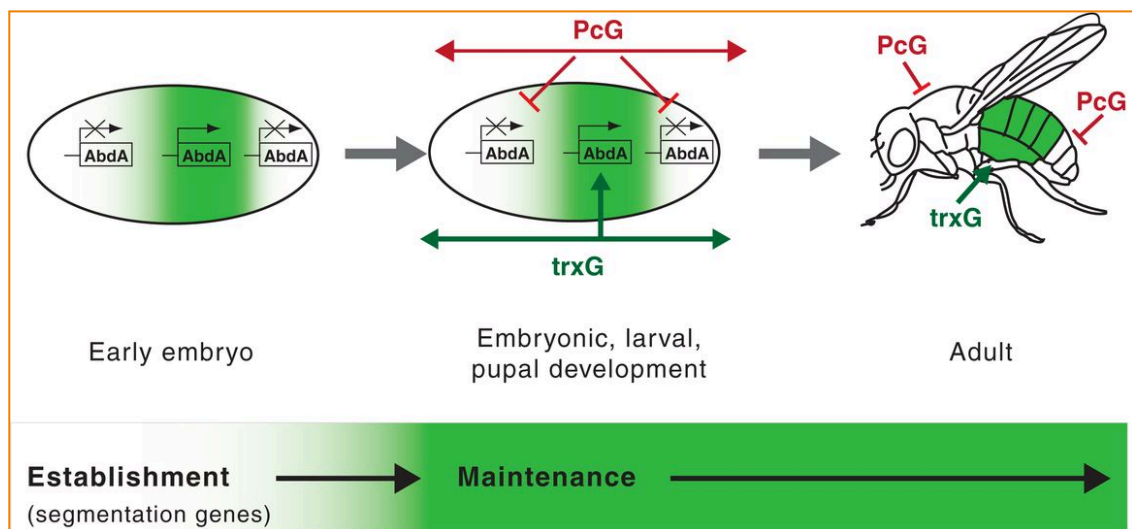 PcG
AbdA
AbdA
AbdA
AbdA
AbdA
AbdA
trxG
PcG
PcG
trxG
Early embryo
Embryonic, larval,
pupal development
Adult
Establishment
(segmentation genes)
Maintenance